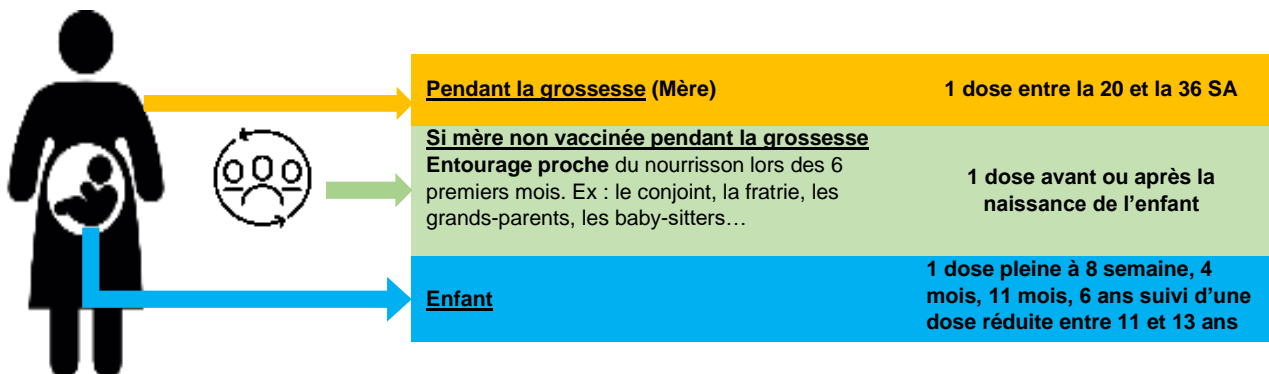 Pendant la grossesse (Mère)
1 dose entre la 20 et la 36 SA
Si mère non vaccinée pendant la grossesse
Entourage proche du nourrisson lors des 6
premiers mois. Ex : le conjoint, la fratrie, les
grands-parents, les baby-sitters…
1 dose avant ou après la
naissance de l’enfant
Enfant
1 dose pleine à 8 semaine, 4
mois, 11 mois, 6 ans suivi d’une
dose réduite entre 11 et 13 ans